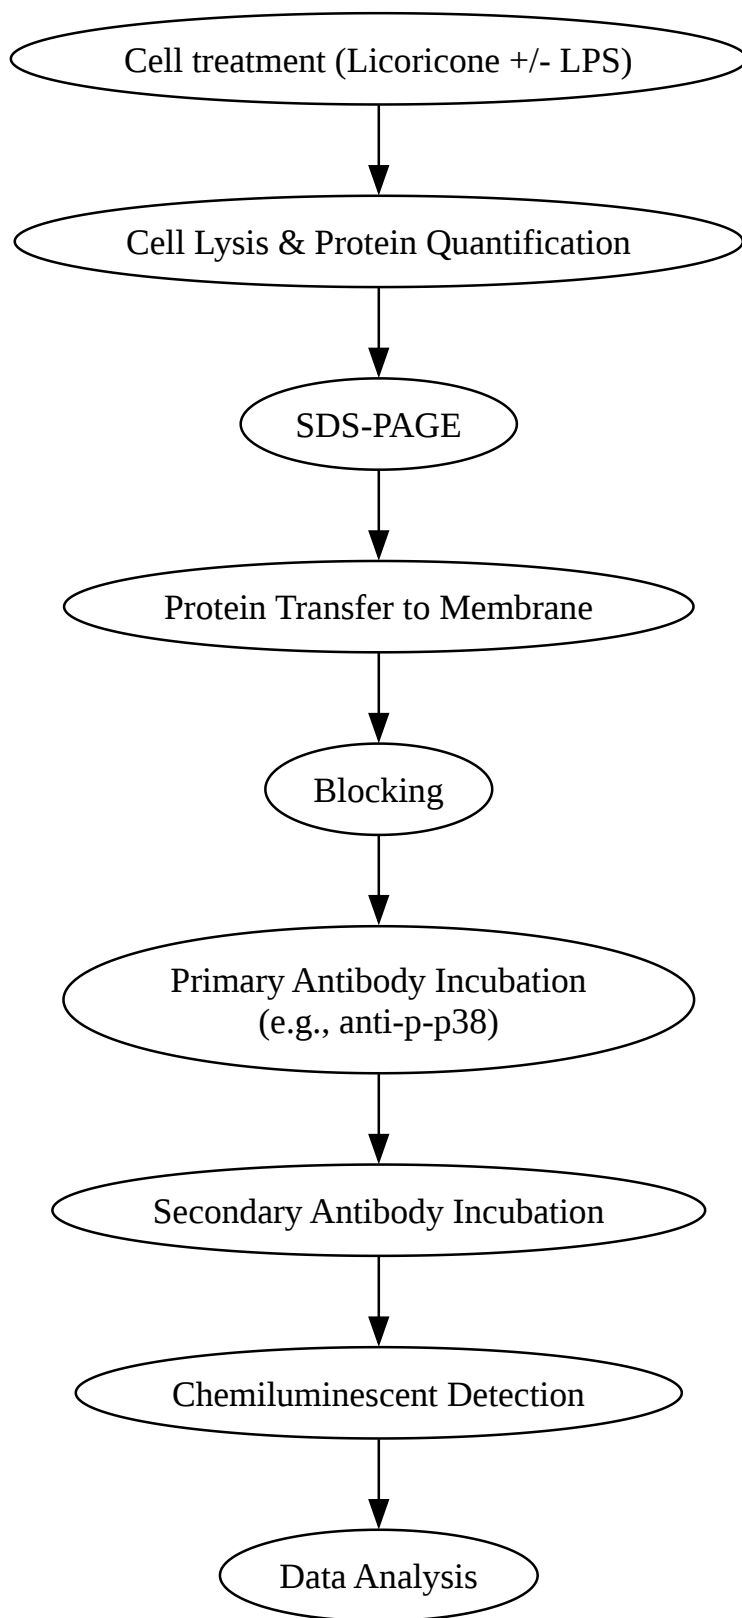 Cell treatment (Licoricone +/- LPS)
Cell Lysis & Protein Quantification
SDS-PAGE
Protein Transfer to Membrane
Blocking
Primary Antibody Incubation
(e.g., anti-p-p38)
Secondary Antibody Incubation
Chemiluminescent Detection
Data Analysis